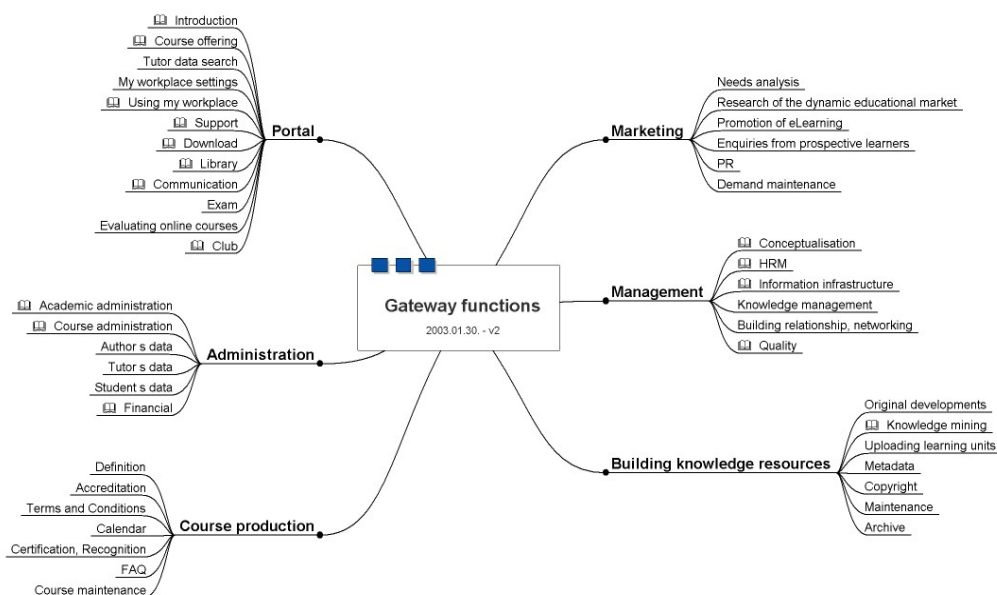 Introduction
Course offering
Tutor data search
My workplace settings
Using my workplace
Support
Download
Library
Communication
Exam
Evaluating online courses
Club
Portal
Marketing
Needs analysis
Research of the dynamic educational market
Promotion of eLearning
Enquiries from prospective learners
PR
Demand maintenance
Gateway functions
2003.01.30. - v2
Management
Conceptualisation
HRM
Information infrastructure
Knowledge management
Building relationship, networking
Quality
Academic administration
Course administration
Author s data
Tutor s data
Student s data
Financial
Administration
Building knowledge resources
Original developments
Knowledge mining
Uploading learning units
Metadata
Copyright
Maintenance
Archive
Definition
Accreditation
Terms and Conditions
Calendar
Certification, Recognition
FAQ
Course maintenance
Course production